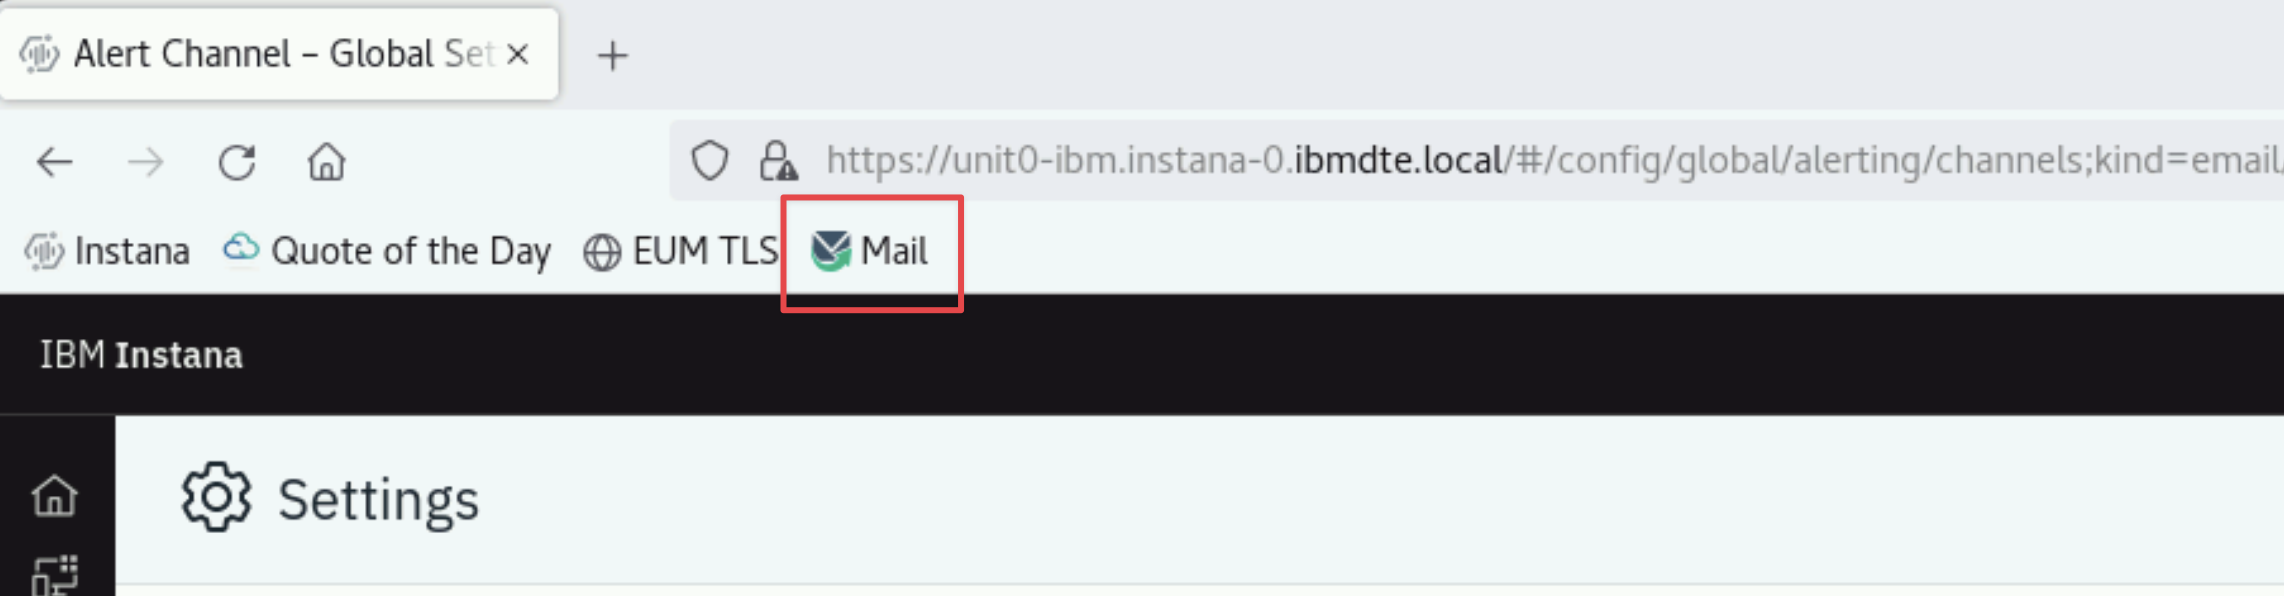 Alert Channel – Global Set
https://unit0-ibm.instana-0.ibmdte.local/#/config/global/alerting/channels;kind=email/
Instana Quote of the Day EUM TLS Mail
IBM Instana
Settings